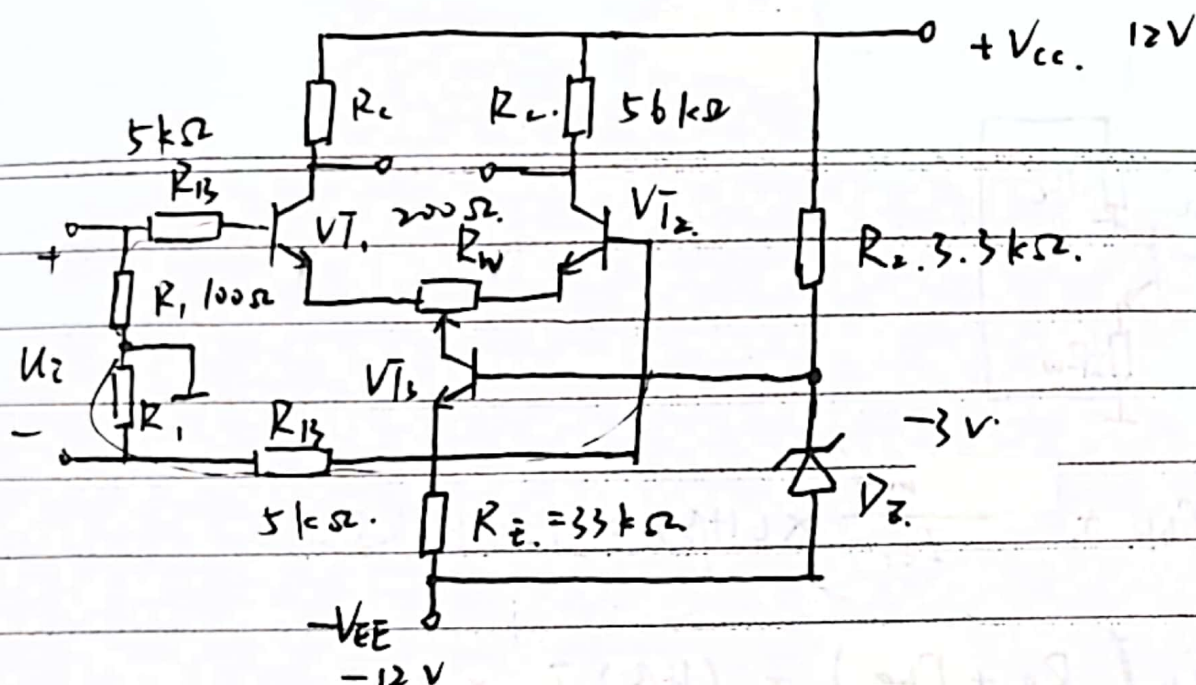 +Vcc. 12V
Rc
Rc. 56kΩ
5kΩ
RB
VT1
200Ω.
RW
VT2.
+
R1 100Ω
R2. 3.3kΩ.
Ui
VT3
-
R1
RB
-3V.
5kΩ.
RE. =33kΩ
DZ.
-VEE
-12V